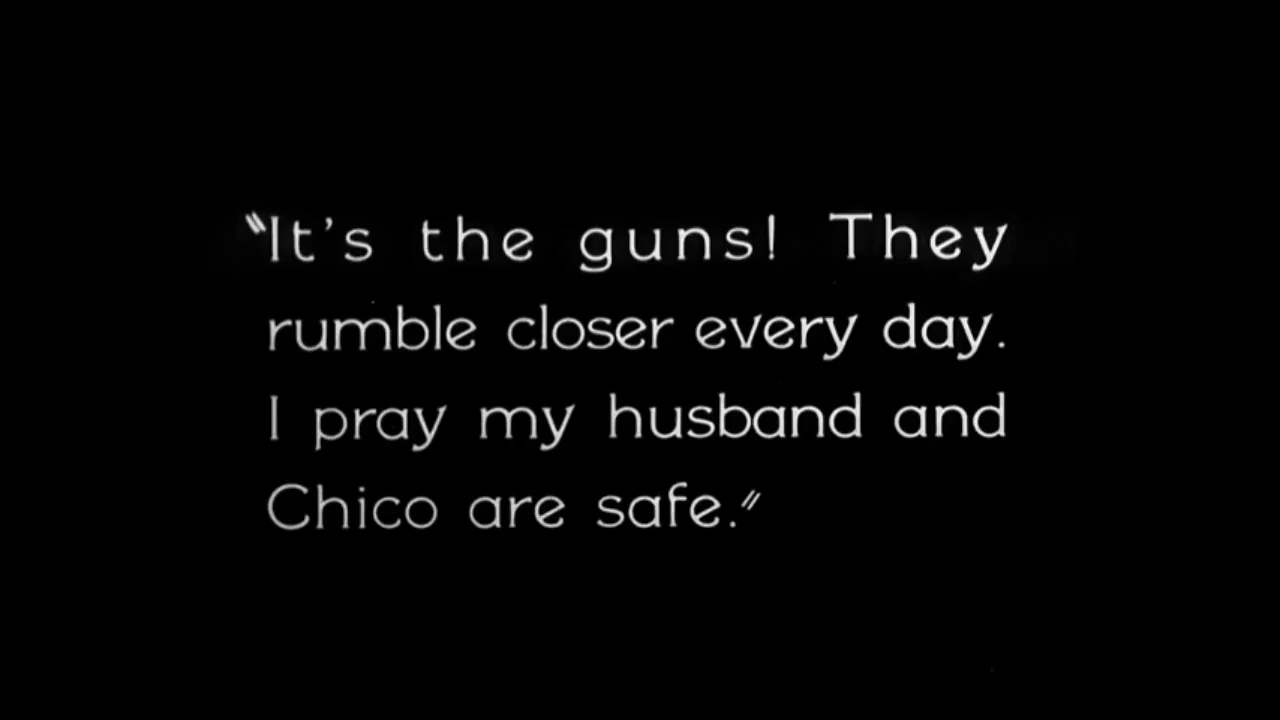 "It's the guns! They
rumble closer every day.
I pray my husband and
Chico are safe."